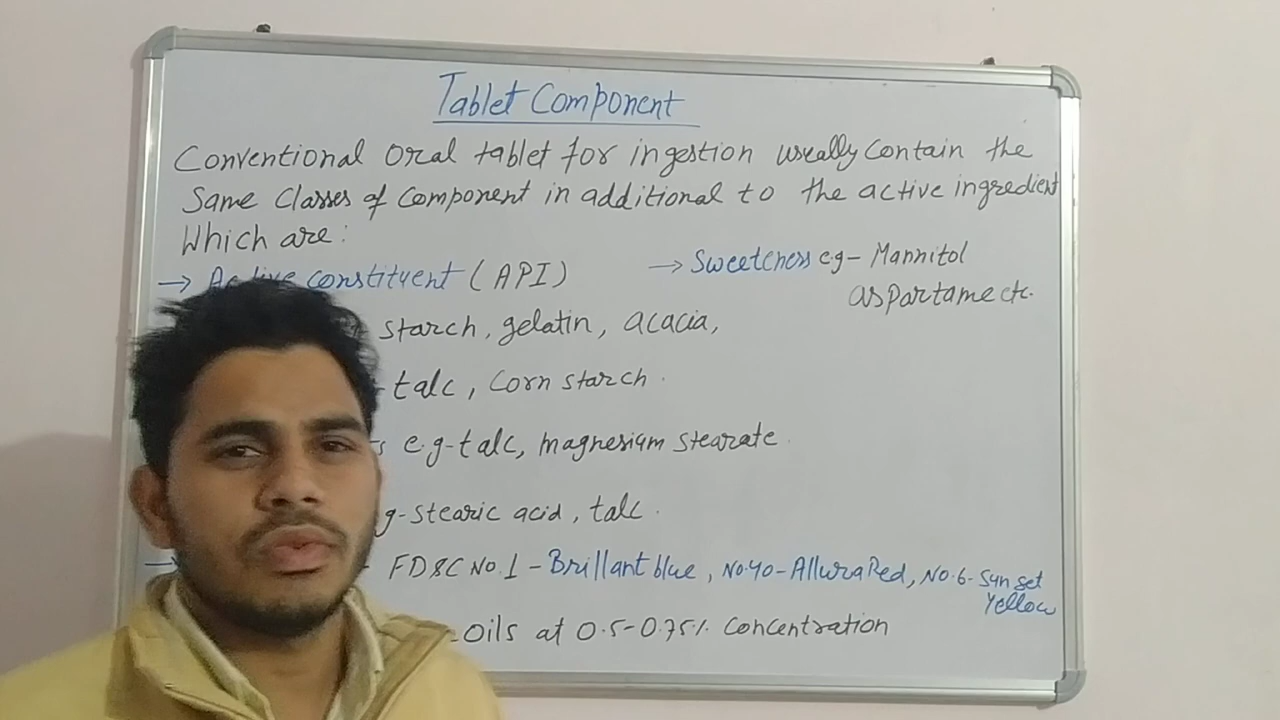 Tablet Component
Conventional oral tablet for ingestion useually contain the
Same Classes of Component in additional to the active ingredient
Which are:
→ Active constituent (API)
→ Sweetness eg- Mannitol
aspartame etc.
starch, gelatin, acacia,
talc, Corn starch.
e.g-talc, magnesium stearate
g-stearic acid, talc.
FD&C No.1 - Brillant blue, No.40-Allura Red, No.6-Sun set
Yellow
- oils at 0.5-0.75% Concentration